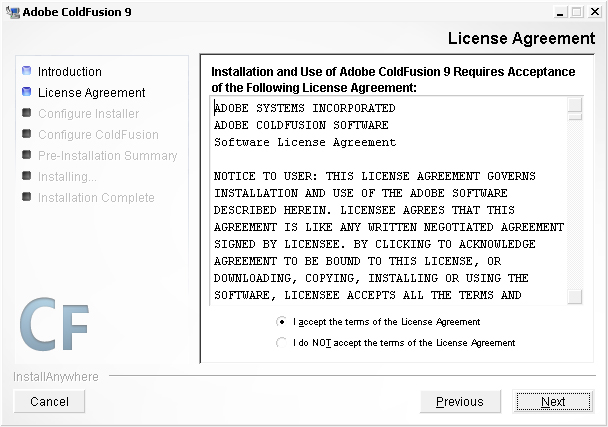 Adobe ColdFusion 9
License Agreement
Introduction
License Agreement
Configure Installer
Configure ColdFusion
Pre-Installation Summary
Installing...
Installation Complete
CF
Installation and Use of Adobe ColdFusion 9 Requires Acceptance
of the Following License Agreement:
ADOBE SYSTEMS INCORPORATED
ADOBE COLDFUSION SOFTWARE
Software License Agreement
NOTICE TO USER: THIS LICENSE AGREEMENT GOVERNS
INSTALLATION AND USE OF THE ADOBE SOFTWARE
DESCRIBED HEREIN. LICENSEE AGREES THAT THIS
AGREEMENT IS LIKE ANY WRITTEN NEGOTIATED AGREEMENT
SIGNED BY LICENSEE. BY CLICKING TO ACKNOWLEDGE
AGREEMENT TO BE BOUND TO THIS LICENSE, OR
DOWNLOADING, COPYING, INSTALLING OR USING THE
SOFTWARE, LICENSEE ACCEPTS ALL THE TERMS AND
I accept the terms of the License Agreement
I do NOT accept the terms of the License Agreement
InstallAnywhere
Cancel
Previous
Next